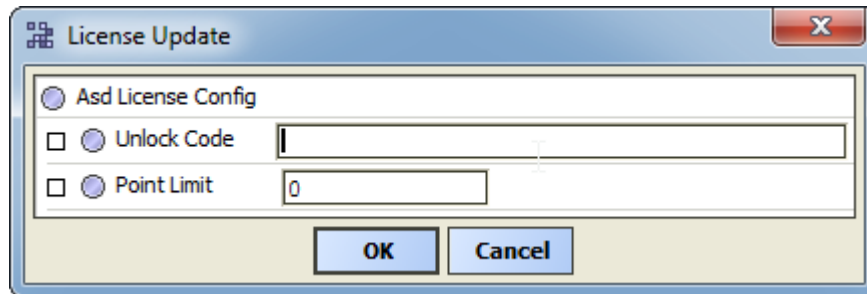 License Update
Asd License Config
Unlock Code
Point Limit 0
OK Cancel